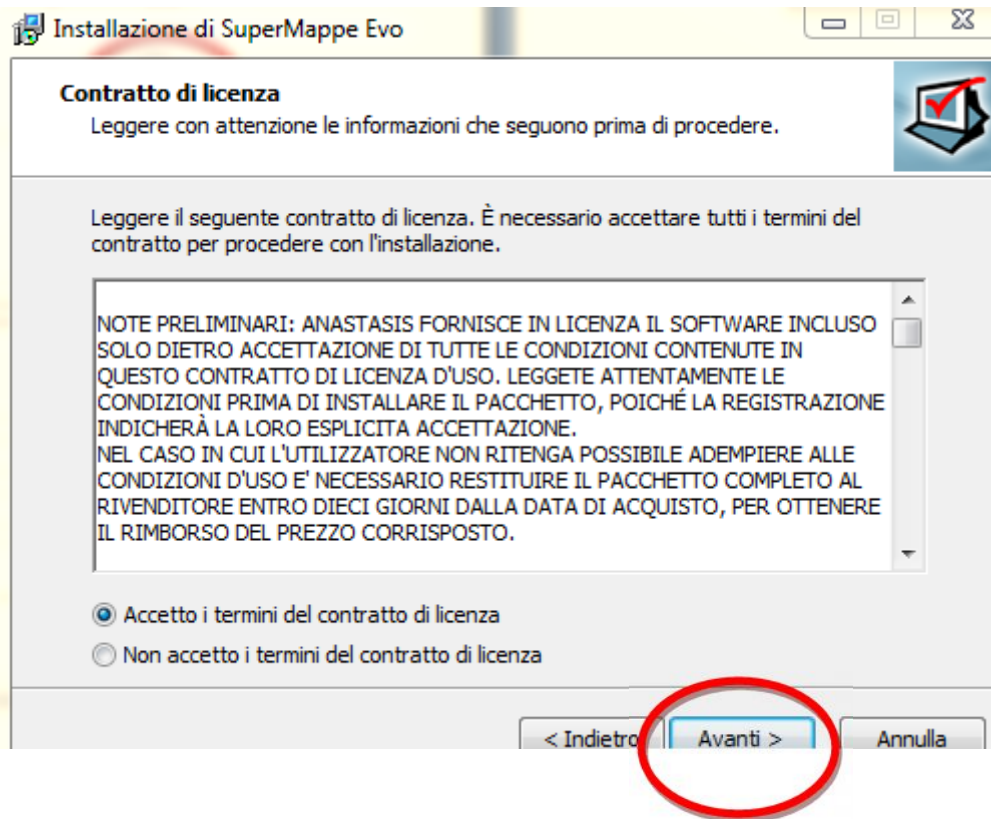 Installazione di SuperMappe Evo
Contratto di licenza
Leggere con attenzione le informazioni che seguono prima di procedere.
Leggere il seguente contratto di licenza. È necessario accettare tutti i termini del
contratto per procedere con l'installazione.
NOTE PRELIMINARI: ANASTASIS FORNISCE IN LICENZA IL SOFTWARE INCLUSO
SOLO DIETRO ACCETTAZIONE DI TUTTE LE CONDIZIONI CONTENUTE IN
QUESTO CONTRATTO DI LICENZA D'USO. LEGGETE ATTENTAMENTE LE
CONDIZIONI PRIMA DI INSTALLARE IL PACCHETTO, POICHÉ LA REGISTRAZIONE
INDICHERÀ LA LORO ESPLICITA ACCETTAZIONE.
NEL CASO IN CUI L'UTILIZZATORE NON RITENGA POSSIBILE ADEMPIERE ALLE
CONDIZIONI D'USO E' NECESSARIO RESTITUIRE IL PACCHETTO COMPLETO AL
RIVENDITORE ENTRO DIECI GIORNI DALLA DATA DI ACQUISTO, PER OTTENERE
IL RIMBORSO DEL PREZZO CORRISPOSTO.
Accetto i termini del contratto di licenza
Non accetto i termini del contratto di licenza
< Indietro Avanti > Annulla